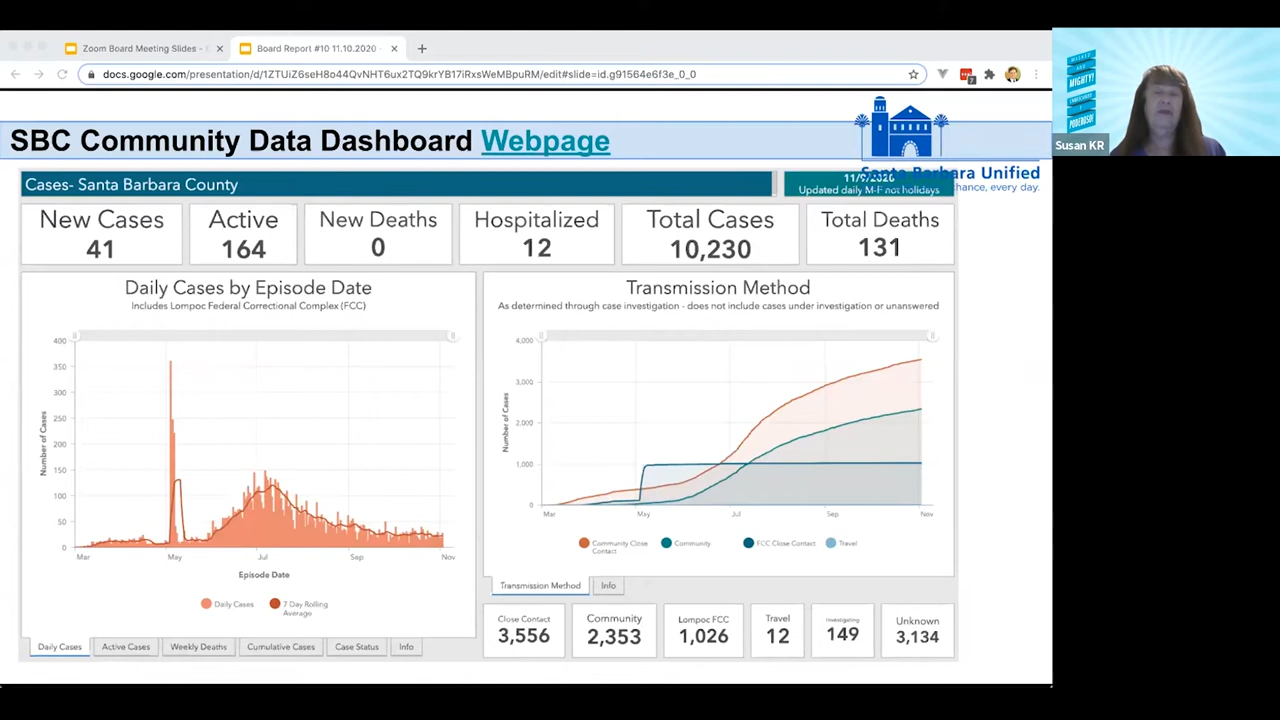 Zoom Board Meeting Slides -
Board Report #10 11.10.2020 -
docs.google.com/presentation/d/1ZTUiZ6seH8o44QvNHT6ux2TQ9krYB17iRxsWeMBpuRM/edit#slide=id.g91564e6f3e_0_0
7
MIGHTY!
PODEROSO!
Susan KR
SBC Community Data Dashboard Webpage
Santa Barbara Unified
chance, every day.
Cases- Santa Barbara County
11/9/2020
Updated daily M-F not holidays
New Cases
41
Active
164
New Deaths
0
Hospitalized
12
Total Cases
10,230
Total Deaths
131
Daily Cases by Episode Date
Includes Lompoc Federal Correctional Complex (FCC)
Number of Cases
400
350
300
250
200
150
100
50
0
Mar
May
Jul
Sep
Nov
Episode Date
Daily Cases
7 Day Rolling
Average
Daily Cases
Active Cases
Weekly Deaths
Cumulative Cases
Case Status
Info
Transmission Method
As determined through case investigation - does not include cases under investigation or unanswered
Number of Cases
4,000
3,000
2,000
1,000
0
Mar
May
Jul
Sep
Nov
Community Close
Contact
Community
FCC Close Contact
Travel
Transmission Method
Info
Close Contact
3,556
Community
2,353
Lompoc FCC
1,026
Travel
12
Investigating
149
Unknown
3,134